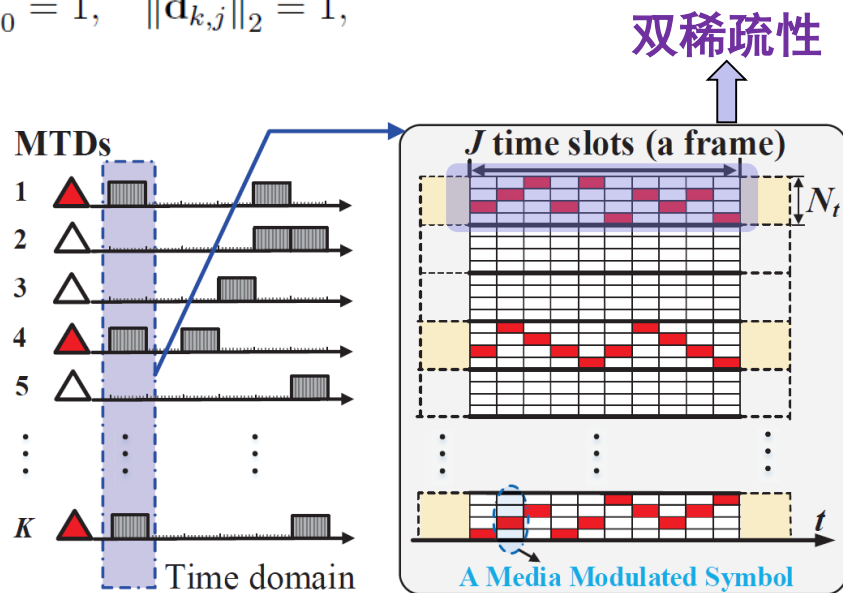 ₀ = 1, ‖d_{k,j}‖₂ = 1,
双稀疏性
MTDs
J time slots (a frame)
1
2
3
4
5
K
N_t
t
Time domain
A Media Modulated Symbol